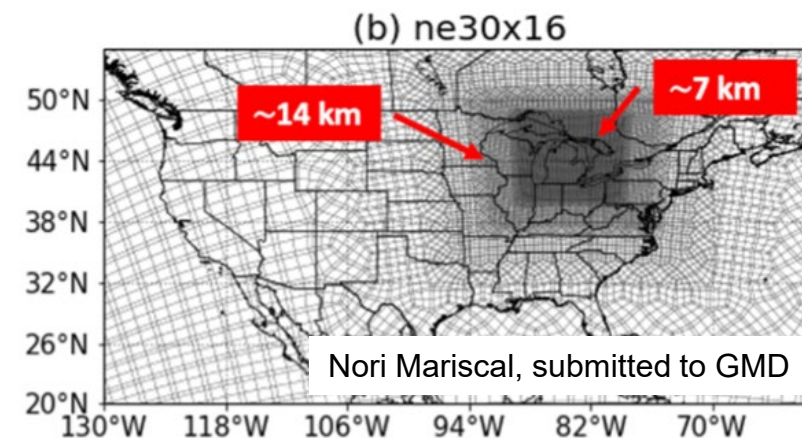 (b) ne30x16
~7 km
50°N
~14 km
44°N
38°N
32°N
26°N
Nori Mariscal, submitted to GMD
20°N
130°W 118°W 106°W 94°W 82°W 70°W